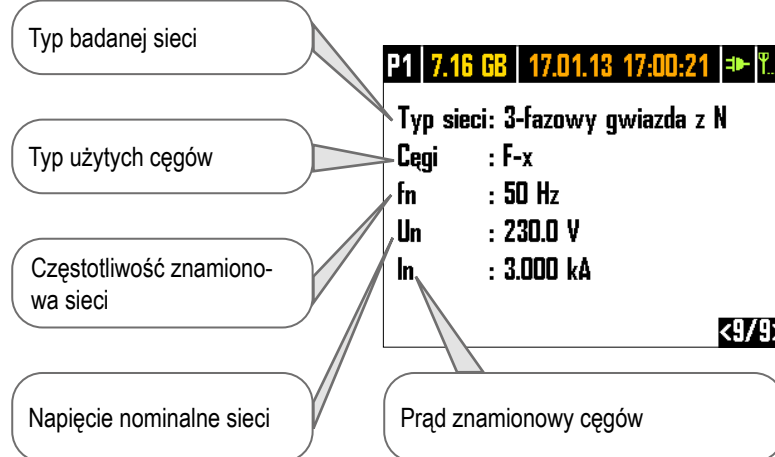 Typ badanej sieci
P1 7.16 GB 17.01.13 17:00:21
Typ sieci: 3-fazowy gwiazda z N
Typ użytych cęgów
Cęgi : F-x
fn : 50 Hz
Un : 230.0 V
In : 3.000 kA
Częstotliwość znamiono-
wa sieci
<9/9>
Napięcie nominalne sieci
Prąd znamionowy cęgów